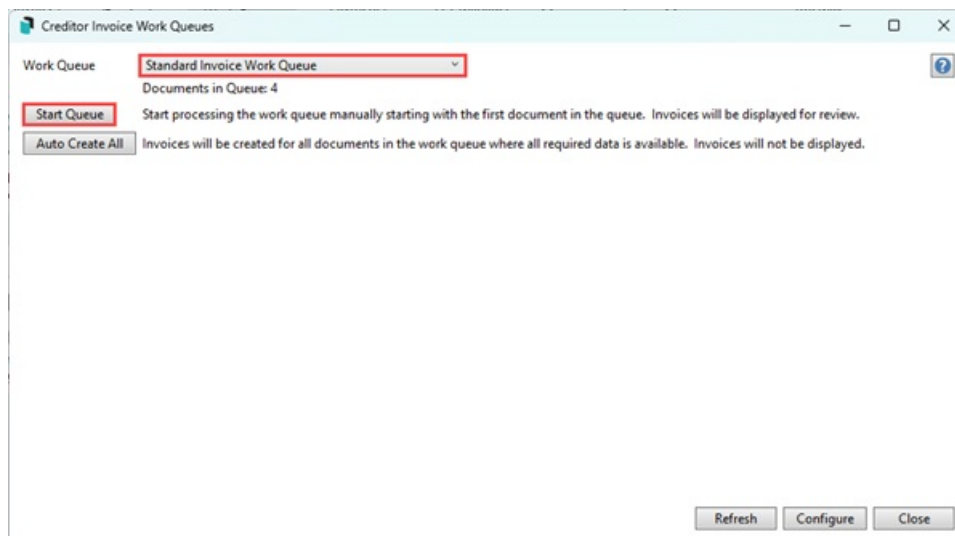 Creditor Invoice Work Queues
Work Queue Standard Invoice Work Queue
Documents in Queue: 4
Start Queue Start processing the work queue manually starting with the first document in the queue. Invoices will be displayed for review.
Auto Create All Invoices will be created for all documents in the work queue where all required data is available. Invoices will not be displayed.
Refresh Configure Close